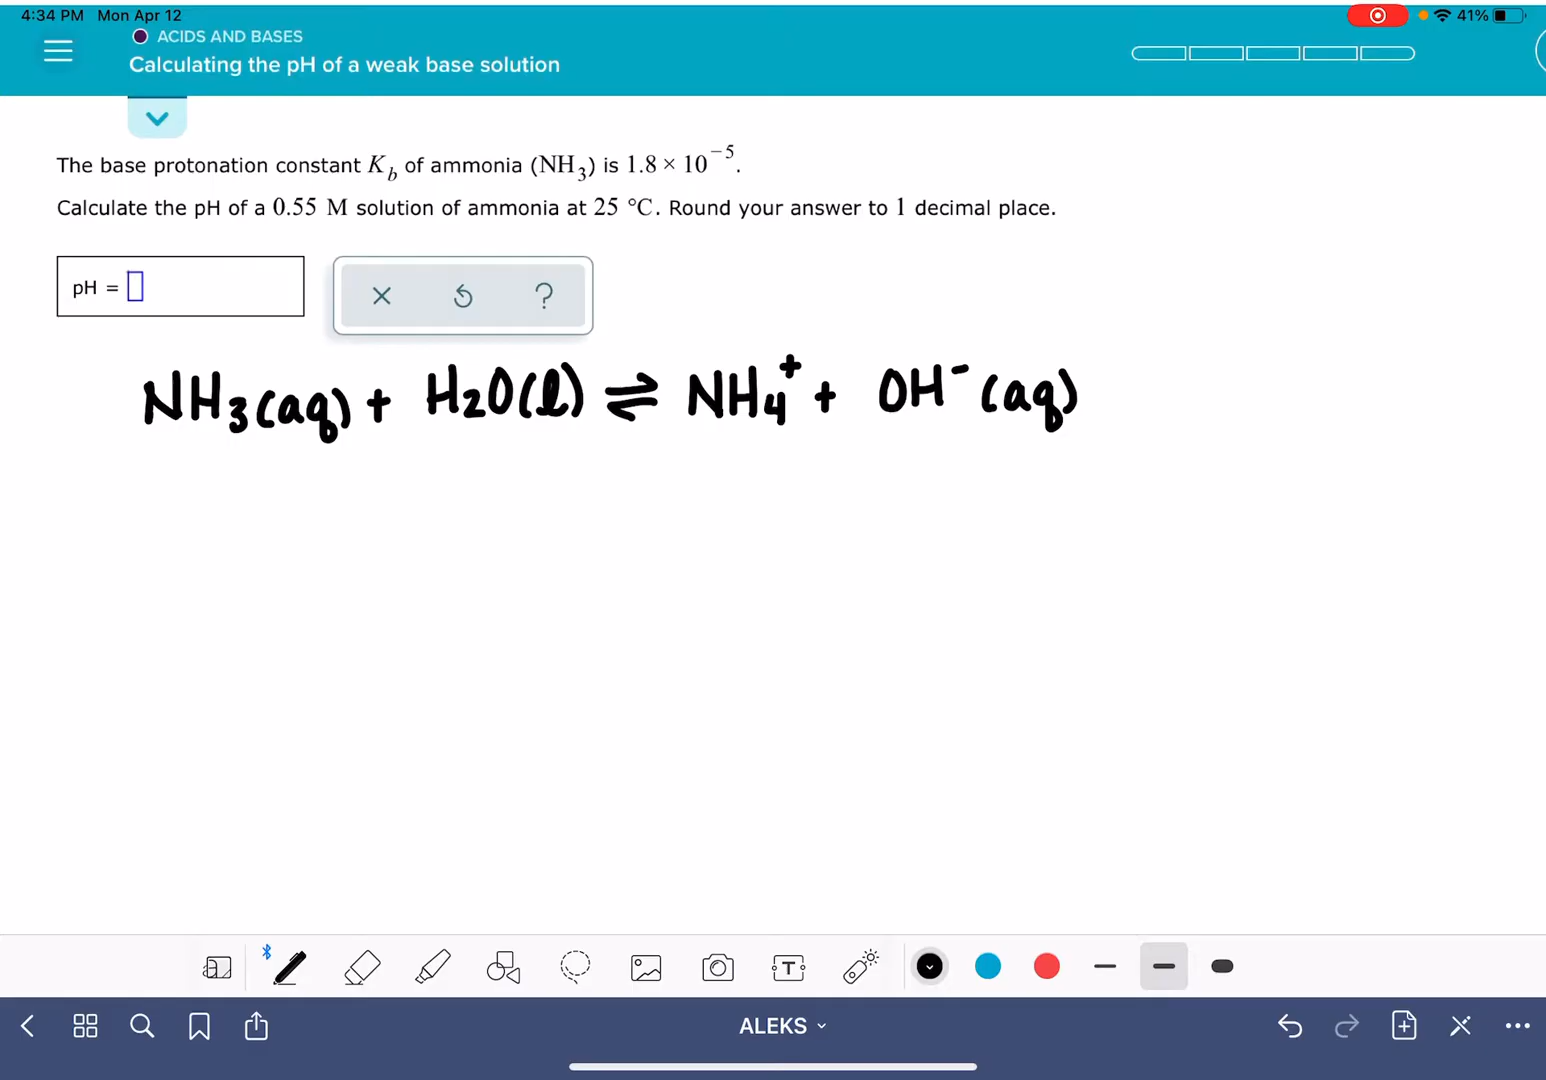 4:34 PM Mon Apr 12
41%
ACIDS AND BASES
Calculating the pH of a weak base solution
The base protonation constant K_b of ammonia (NH₃) is 1.8 × 10⁻⁵.
Calculate the pH of a 0.55 M solution of ammonia at 25 °C. Round your answer to 1 decimal place.
pH =
× ?
NH₃(aq) + H₂O(l) ⇌ NH₄⁺ + OH⁻(aq)
a
T
ALEKS